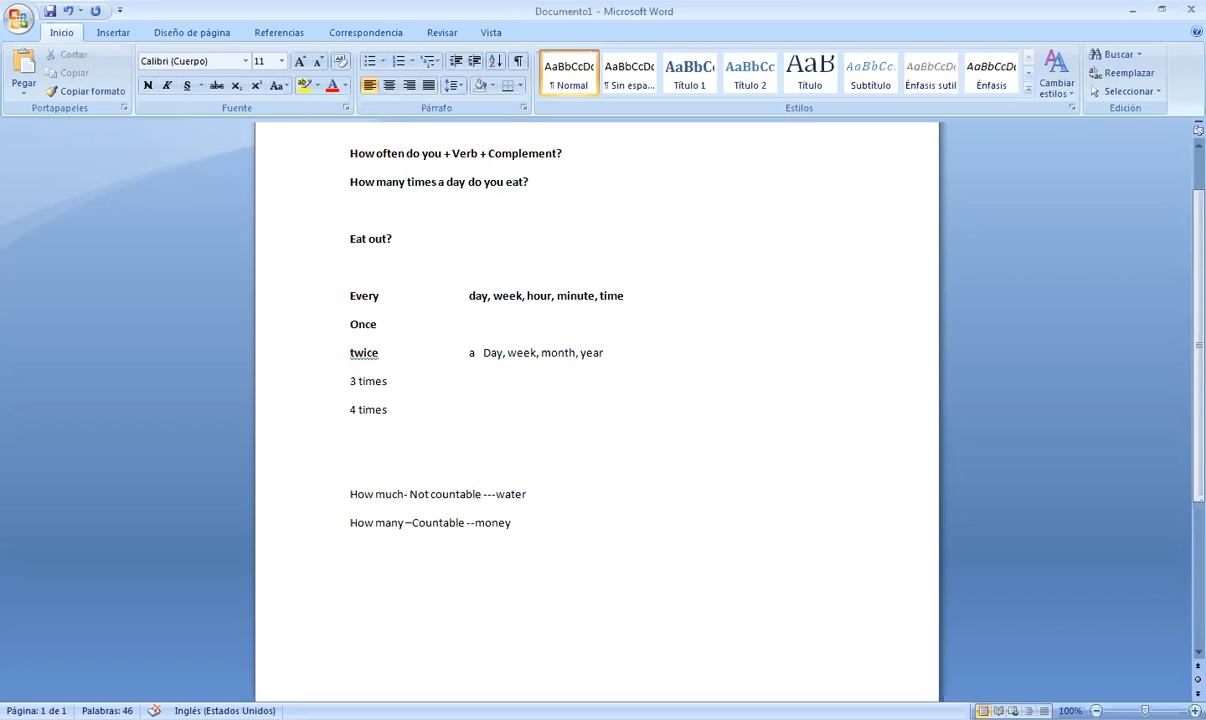 Documento1 - Microsoft Word
Inicio Insertar Diseño de página Referencias Correspondencia Revisar Vista
Pegar
Cortar
Copiar
Copiar formato
Portapapeles
Calibri (Cuerpo) 11
N K S abc x₂ x² Aa
Fuente
Párrafo
AaBbCcDc AaBbCcDc AaBbC AaBbCc AaB AaBbCc. AaBbCcDc AaBbCcDc
¶ Normal ¶ Sin espa... Título 1 Título 2 Título Subtítulo Énfasis sutil Énfasis
Cambiar estilos
Estilos
Buscar
Reemplazar
Seleccionar
Edición
How often do you + Verb + Complement?
How many times a day do you eat?
Eat out?
Every day, week, hour, minute, time
Once
twice a Day, week, month, year
3 times
4 times
How much- Not countable ---water
How many –Countable --money
Página: 1 de 1 Palabras: 46 Inglés (Estados Unidos) 100%